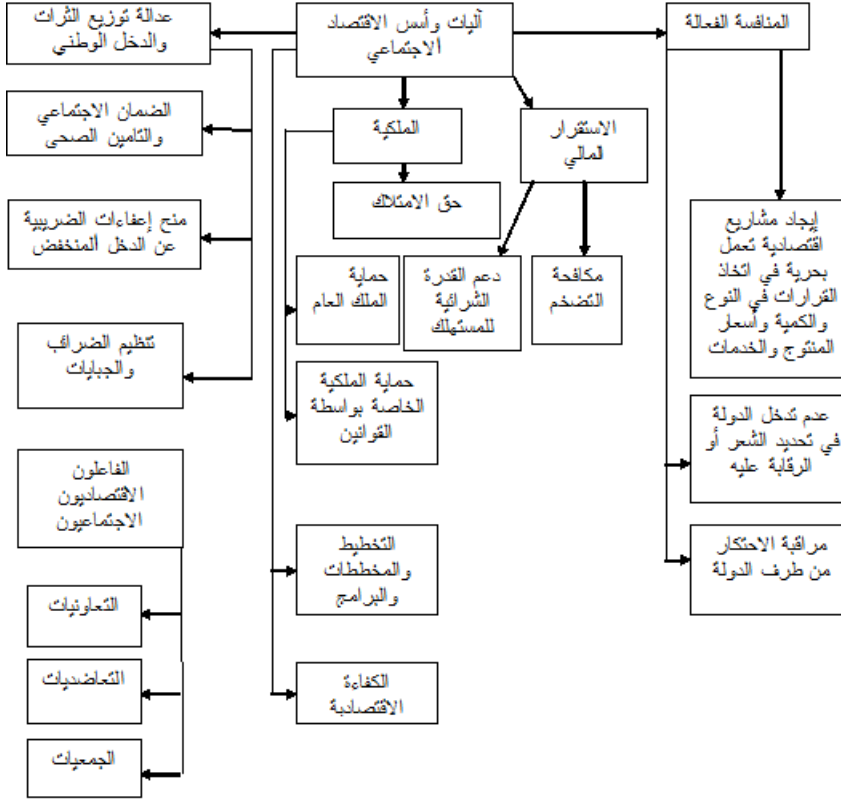 آليات وأسس الاقتصاد
الاجتماعي
المنافسة الفعالة
إيجاد مشاريع
اقتصادية تعمل
بحرية في اتخاذ
القرارات في النوع
والكمية وأسعار
المنتوج والخدمات
عدم تدخل الدولة
في تحديد الشعر أو
الرقابة عليه
مراقبة الاحتكار
من طرف الدولة
الاستقرار
المالي
مكافحة
التضخم
دعم القدرة
الشرائية
للمستهلك
الملكية
حق الامتلاك
حماية
الملك العام
حماية الملكية
الخاصة بواسطة
القوانين
التخطيط
والمخططات
والبرامج
الكفاءة
الاقتصادية
عدالة توزيع الثرات
والدخل الوطني
الضمان الاجتماعي
والتامين الصحى
منح إعفاءات الضريبية
عن الدخل المنخفض
تنظيم الضرائب
والجبايات
الفاعلون
الاقتصاديون
الاجتماعيون
التعاونيات
التعاضديات
الجمعيات